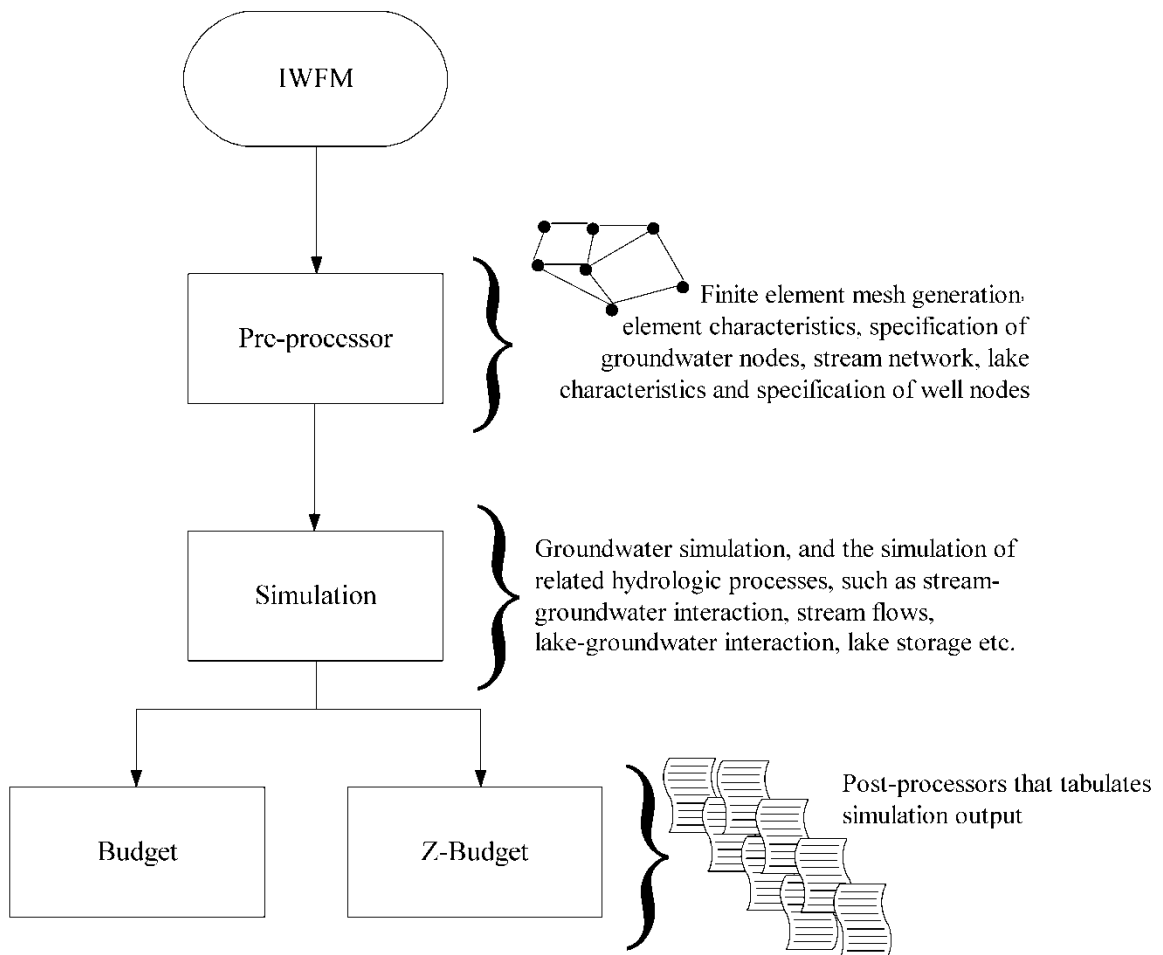 IWFM
Pre-processor
Finite element mesh generation,
element characteristics, specification of
groundwater nodes, stream network, lake
characteristics and specification of well nodes
Simulation
Groundwater simulation, and the simulation of
related hydrologic processes, such as stream-
groundwater interaction, stream flows,
lake-groundwater interaction, lake storage etc.
Budget
Z-Budget
Post-processors that tabulates
simulation output